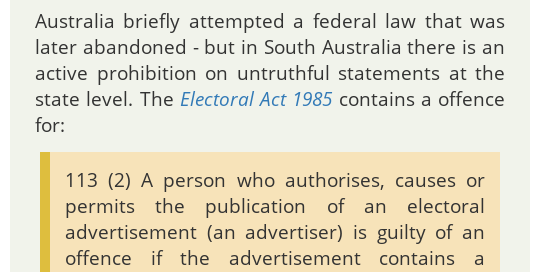 Australia briefly attempted a federal law that was
later abandoned - but in South Australia there is an
active prohibition on untruthful statements at the
state level. The Electoral Act 1985 contains a offence
for:
113 (2) A person who authorises, causes or
permits the publication of an electoral
advertisement (an advertiser) is guilty of an
offence if the advertisement contains a